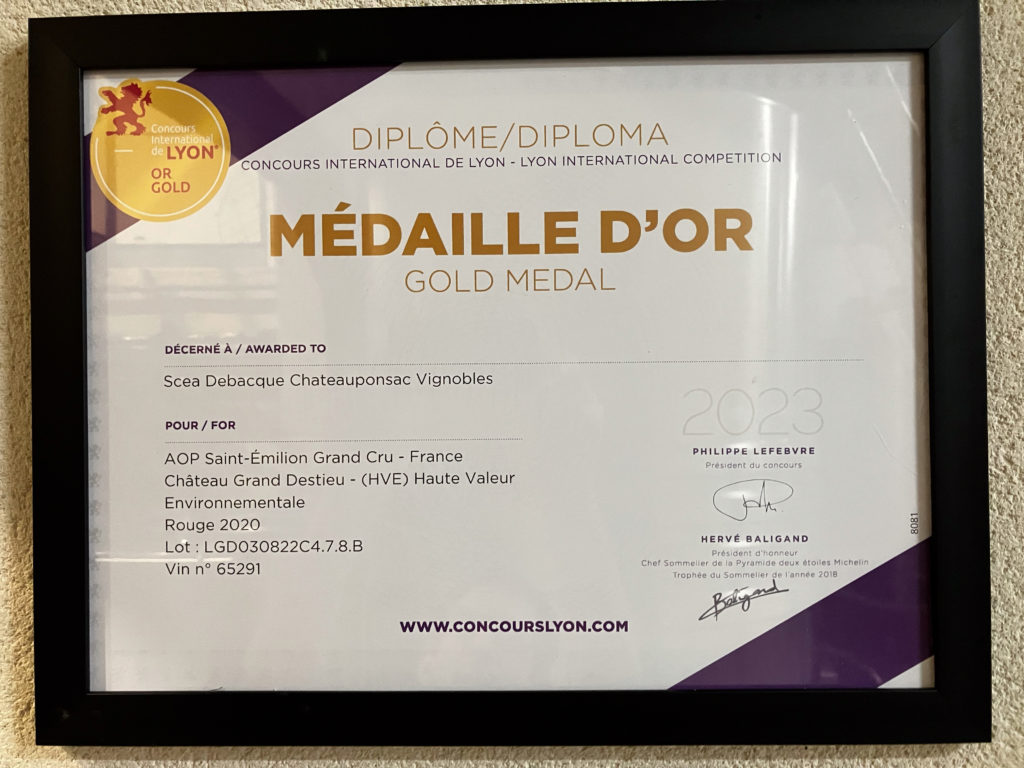 Concours
International
de LYON®
OR
GOLD
DIPLÔME/DIPLOMA
CONCOURS INTERNATIONAL DE LYON - LYON INTERNATIONAL COMPETITION
MÉDAILLE D'OR
GOLD MEDAL
DÉCERNÉ À / AWARDED TO
Scea Debacque Chateauponsac Vignobles
POUR / FOR
AOP Saint-Émilion Grand Cru - France
Château Grand Destieu - (HVE) Haute Valeur
Environnementale
Rouge 2020
Lot : LGD030822C4.7.8.B
Vin n° 65291
2023
PHILIPPE LEFEBVRE
Président du concours
HERVÉ BALIGAND
Président d'honneur
Chef Sommelier de la Pyramide deux étoiles Michelin
Trophée du Sommelier de l'année 2018
Baligand
8081
WWW.CONCOURSLYON.COM